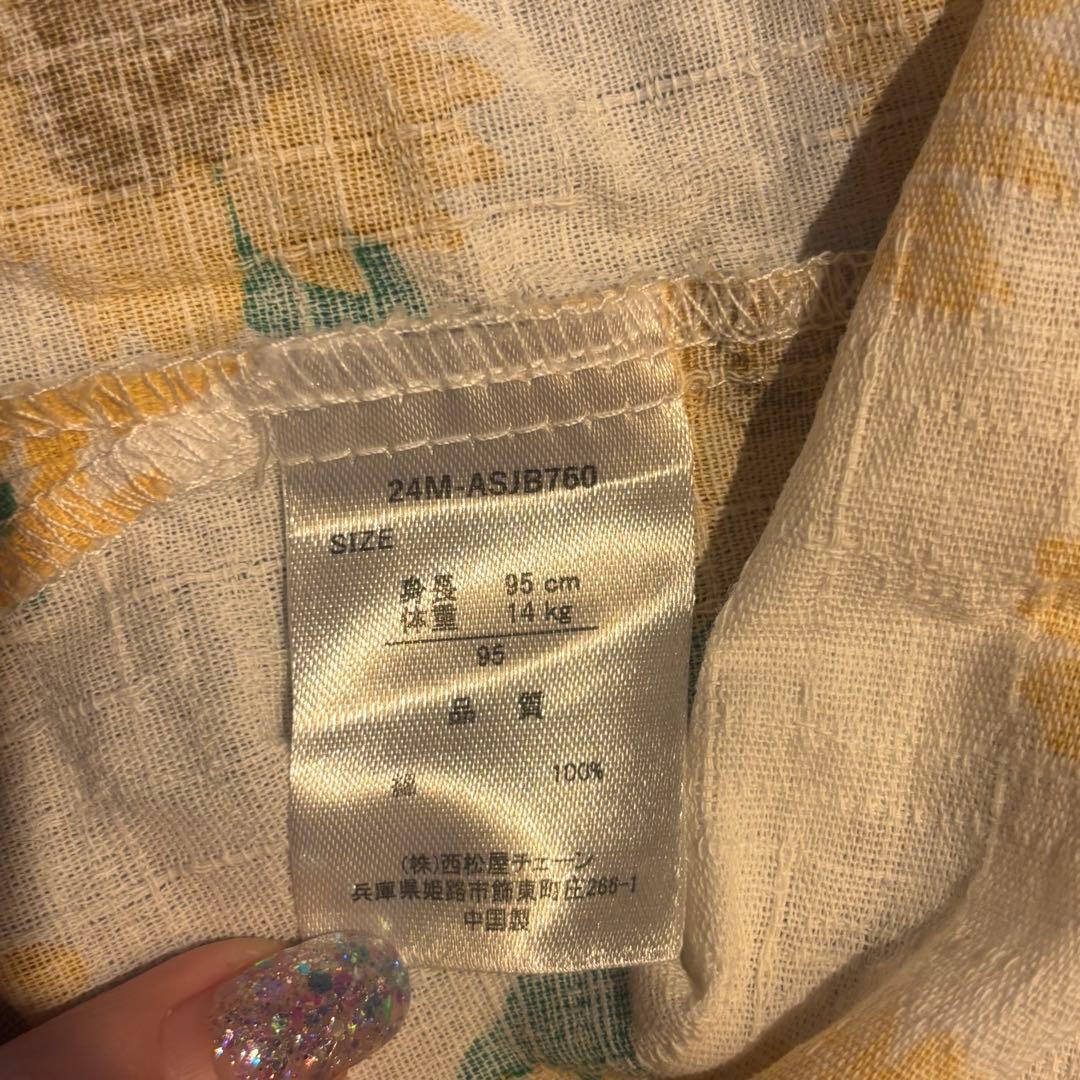 24M-ASJB760
SIZE
身長 95 cm
体重 14 kg
95
品質
綿 100%
(株)西松屋チェーン
兵庫県姫路市飾東町庄266-1
中国製